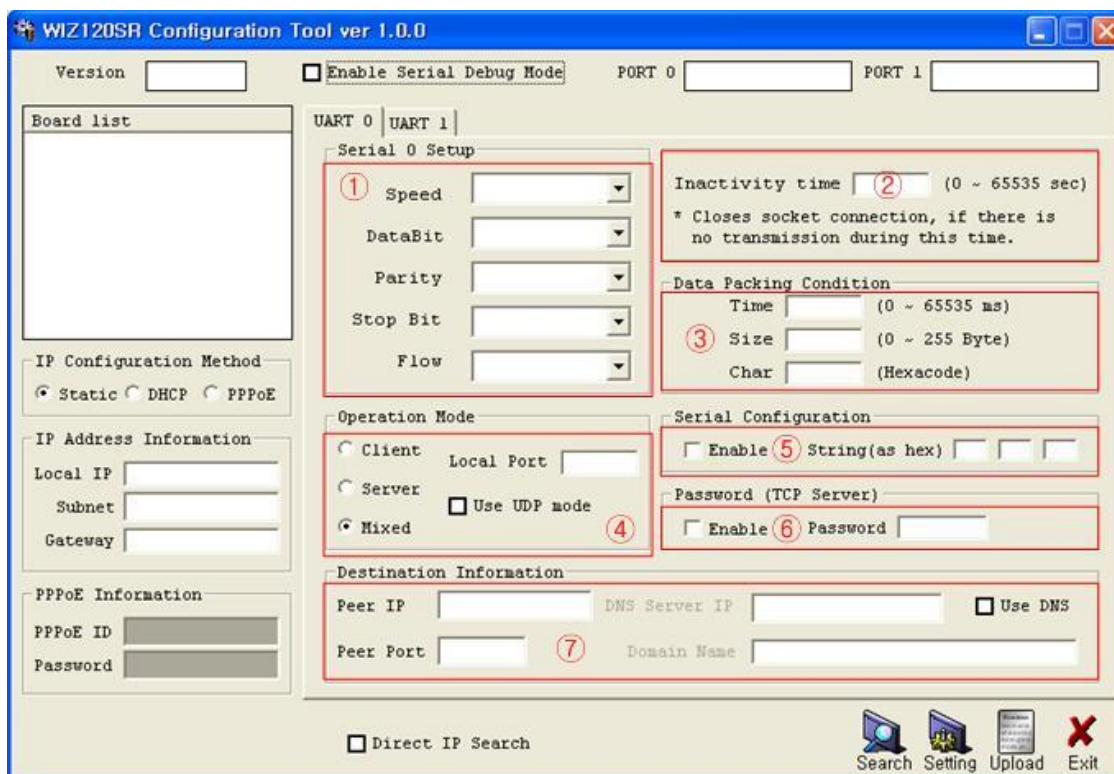 WIZ120SR Configuration Tool ver 1.0.0
Version
Enable Serial Debug Mode
PORT 0
PORT 1
Board list
UART 0
UART 1
Serial 0 Setup
①
Speed
DataBit
Parity
Stop Bit
Flow
Inactivity time
②
(0 ~ 65535 sec)
* Closes socket connection, if there is
no transmission during this time.
Data Packing Condition
Time
(0 ~ 65535 ms)
③
Size
(0 ~ 255 Byte)
Char
(Hexacode)
IP Configuration Method
Static
DHCP
PPPoE
IP Address Information
Local IP
Subnet
Gateway
PPPoE Information
PPPoE ID
Password
Operation Mode
Client
Local Port
Server
Use UDP mode
Mixed
④
Serial Configuration
Enable
⑤
String(as hex)
Password (TCP Server)
Enable
⑥
Password
Destination Information
Peer IP
DNS Server IP
Use DNS
Peer Port
⑦
Domain Name
Direct IP Search
Search
Setting
Upload
Exit